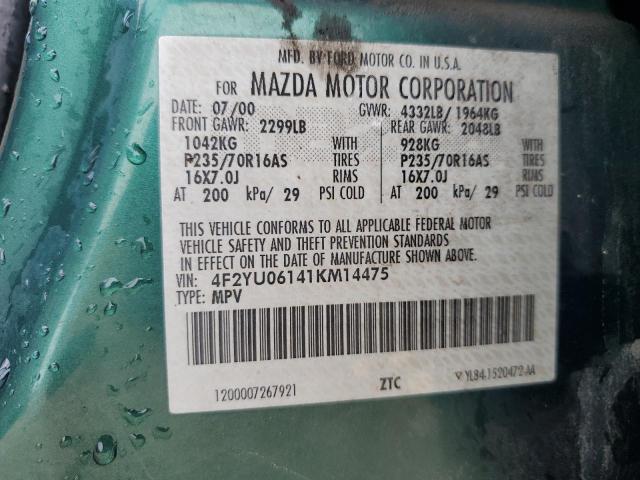 MFD. BY FORD MOTOR CO. IN U.S.A.
FOR MAZDA MOTOR CORPORATION
DATE: 07/00 GVWR: 4332LB/1964KG
FRONT GAWR: 2299LB REAR GAWR: 2048LB
1042KG WITH 928KG WITH
P235/70R16AS TIRES P235/70R16AS TIRES
16X7.0J RIMS 16X7.0J RIMS
AT 200 kPa/ 29 PSI COLD AT 200 kPa/ 29 PSI COLD
THIS VEHICLE CONFORMS TO ALL APPLICABLE FEDERAL MOTOR
VEHICLE SAFETY AND THEFT PREVENTION STANDARDS
IN EFFECT ON THE DATE OF MANUFACTURE SHOWN ABOVE.
VIN: 4F2YU06141KM14475
TYPE: MPV
1200007267921 ZTC YL84-1520472-AA